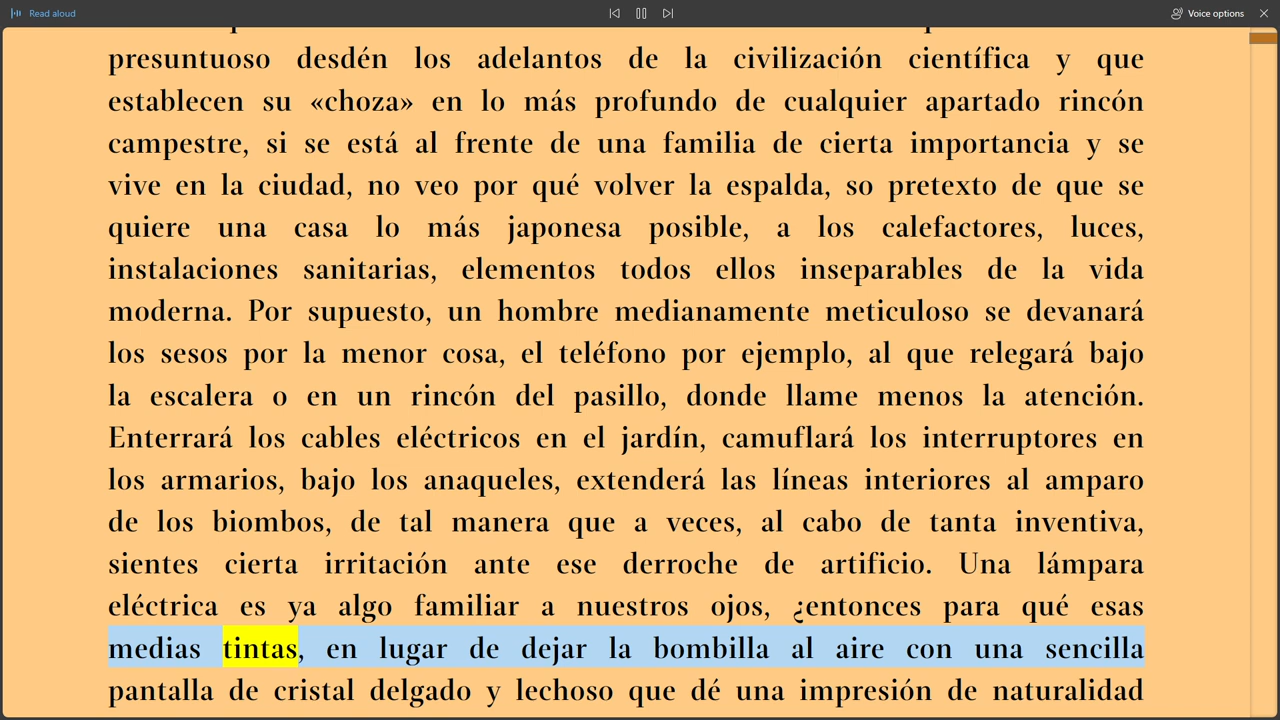 Read aloud
Voice options
presuntuoso desdén los adelantos de la civilización científica y que
establecen su «choza» en lo más profundo de cualquier apartado rincón
campestre, si se está al frente de una familia de cierta importancia y se
vive en la ciudad, no veo por qué volver la espalda, so pretexto de que se
quiere una casa lo más japonesa posible, a los calefactores, luces,
instalaciones sanitarias, elementos todos ellos inseparables de la vida
moderna. Por supuesto, un hombre medianamente meticuloso se devanará
los sesos por la menor cosa, el teléfono por ejemplo, al que relegará bajo
la escalera o en un rincón del pasillo, donde llame menos la atención.
Enterrará los cables eléctricos en el jardín, camuflará los interruptores en
los armarios, bajo los anaqueles, extenderá las líneas interiores al amparo
de los biombos, de tal manera que a veces, al cabo de tanta inventiva,
sientes cierta irritación ante ese derroche de artificio. Una lámpara
eléctrica es ya algo familiar a nuestros ojos, ¿entonces para qué esas
medias tintas, en lugar de dejar la bombilla al aire con una sencilla
pantalla de cristal delgado y lechoso que dé una impresión de naturalidad